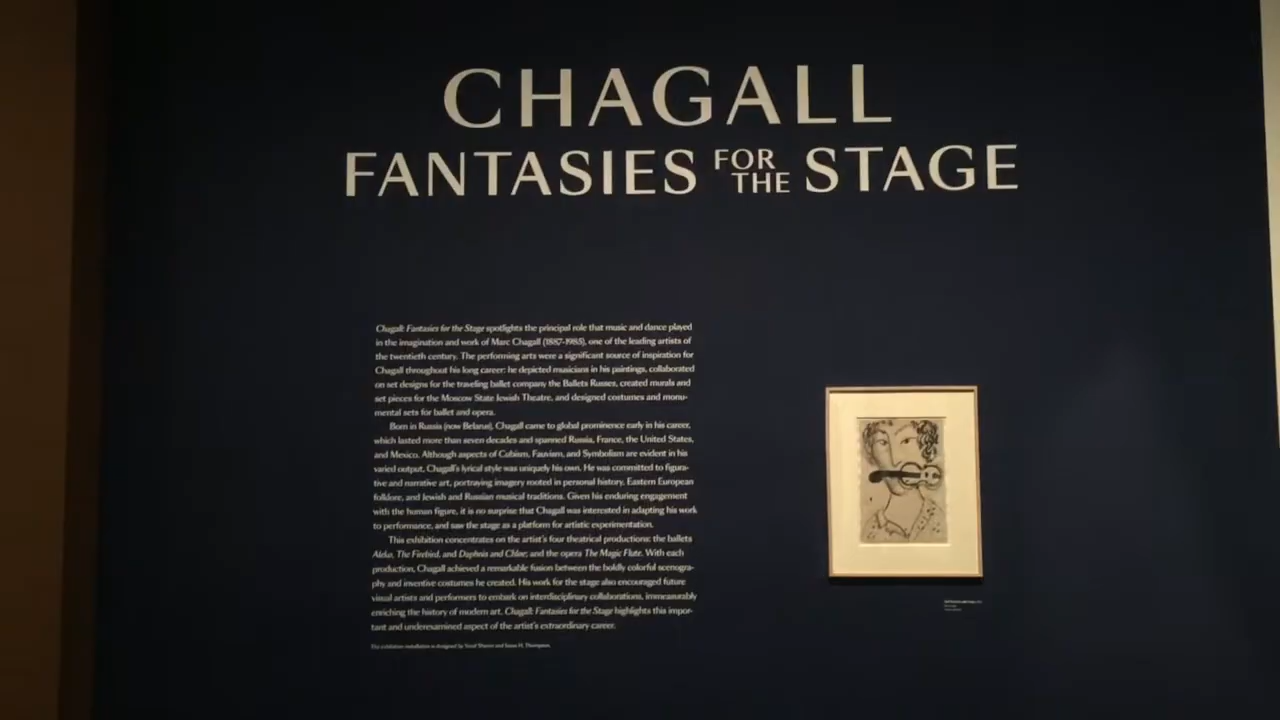 CHAGALL
FANTASIES FOR THE STAGE
Chagall: Fantasies for the Stage spotlights the principal role that music and dance played
in the imagination and work of Marc Chagall (1887-1985), one of the leading artists of
the twentieth century. The performing arts were a significant source of inspiration for
Chagall throughout his long career: he depicted musicians in his paintings, collaborated
on set designs for the traveling ballet company the Ballets Russes, created murals and
set pieces for the Moscow State Jewish Theatre, and designed costumes and monu-
mental sets for ballet and opera.
Born in Russia (now Belarus), Chagall came to global prominence early in his career,
which lasted more than seven decades and spanned Russia, France, the United States,
and Mexico. Although aspects of Cubism, Fauvism, and Symbolism are evident in his
varied output, Chagall's lyrical style was uniquely his own. He was committed to figura-
tive and narrative art, portraying imagery rooted in personal history, Eastern European
folklore, and Jewish and Russian musical traditions. Given his enduring engagement
with the human figure, it is no surprise that Chagall was interested in adapting his work
to performance, and saw the stage as a platform for artistic experimentation.
This exhibition concentrates on the artist's four theatrical productions: the ballets
Aleko, The Firebird, and Daphnis and Chloe; and the opera The Magic Flute. With each
production, Chagall achieved a remarkable fusion between the boldly colorful scenogra-
phy and inventive costumes he created. His work for the stage also encouraged future
visual artists and performers to embark on interdisciplinary collaborations, immeasurably
enriching the history of modern art. Chagall: Fantasies for the Stage highlights this impor-
tant and underexamined aspect of the artist's extraordinary career.
The exhibition installation is designed by Yuval Sharon and Jason H. Thompson.